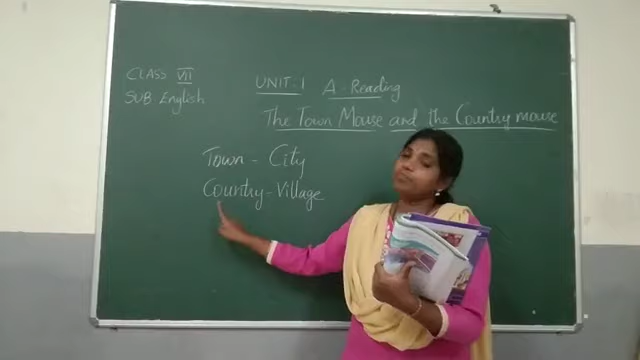 CLASS VII
SUB. English
UNIT-1 A-Reading
The Town Mouse and the Country mouse
Town - City
Country - Village